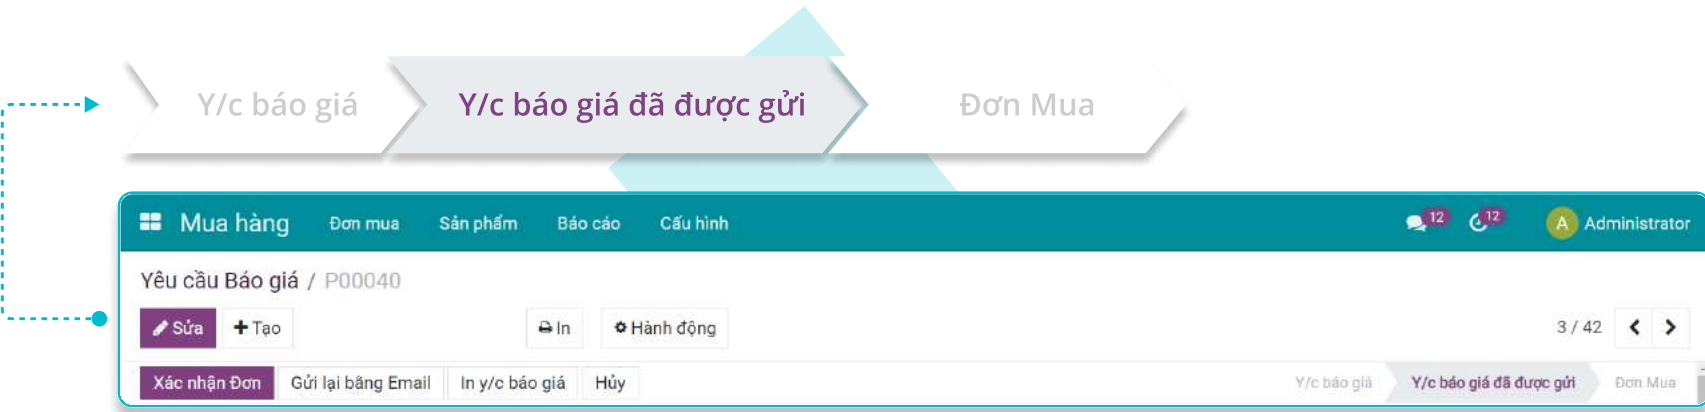 Y/c báo giá Y/c báo giá đã được gửi Đơn Mua
Mua hàng Đơn mua Sản phẩm Báo cáo Cấu hình 12 12 A Administrator
Yêu cầu Báo giá / P00040
Sửa Tạo In Hành động 3 / 42
Xác nhận Đơn Gửi lại bằng Email In y/c báo giá Hủy Y/c báo giá Y/c báo giá đã được gửi Đơn Mua